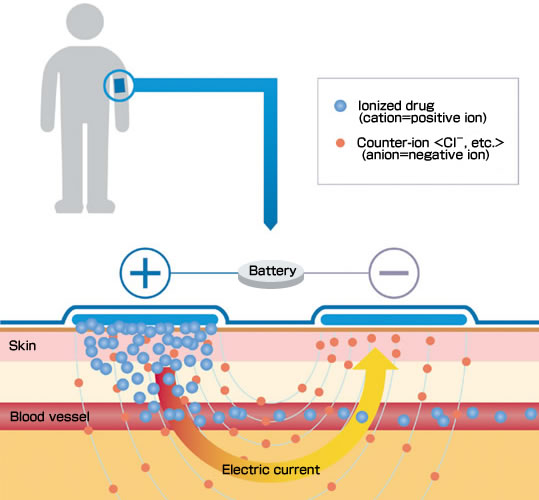 Ionized drug
(cation=positive ion)
Counter-ion <Cl⁻, etc.>
(anion=negative ion)
+
Battery
−
Skin
Blood vessel
Electric current